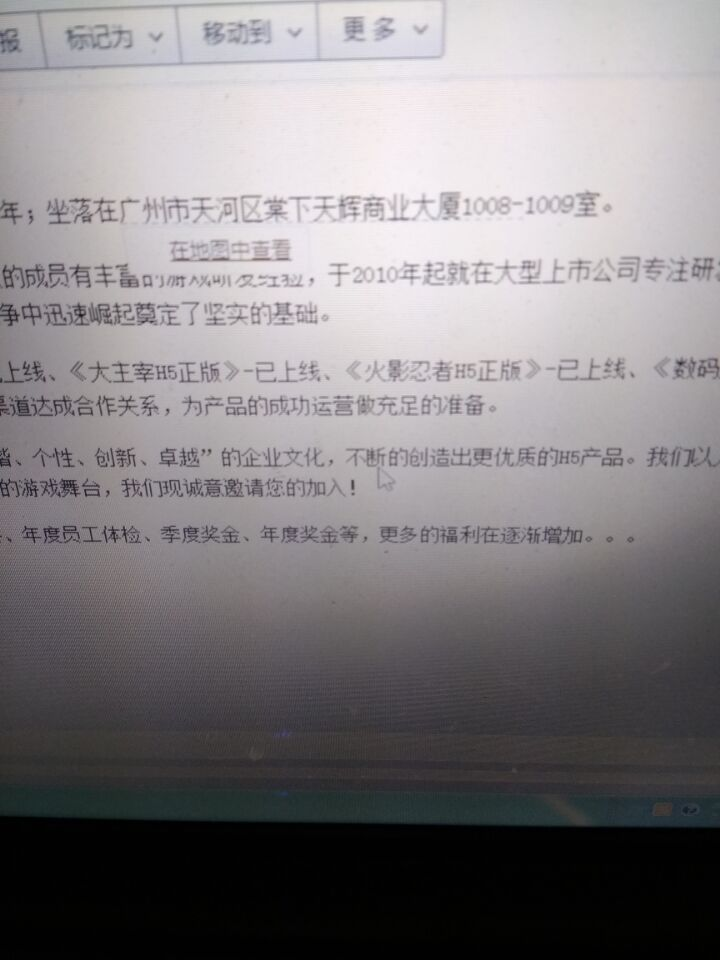 报 标记为 移动到 更多
年；坐落在广州市天河区棠下天辉商业大厦1008-1009室。
在地图中查看
的成员有丰富的游戏研发经验，于2010年起就在大型上市公司专注研
争中迅速崛起奠定了坚实的基础。
上线、《大主宰H5正版》-已上线、《火影忍者H5正版》-已上线、《数码
渠道达成合作关系，为产品的成功运营做充足的准备。
谐、个性、创新、卓越”的企业文化，不断的创造出更优质的H5产品。我们以
的游戏舞台，我们现诚意邀请您的加入！
、年度员工体检、季度奖金、年度奖金等，更多的福利在逐渐增加。。。